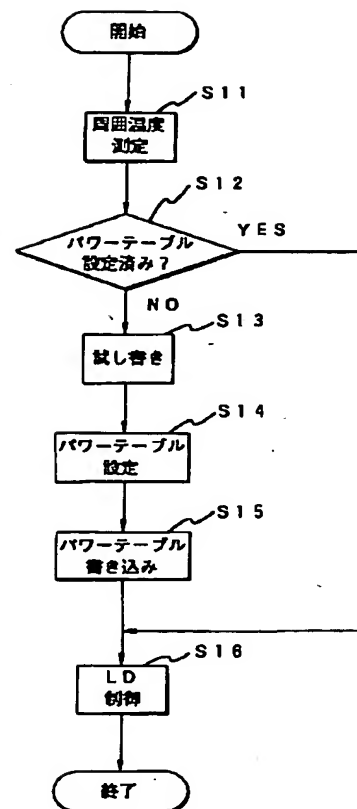 開始
S11
周囲温度
測定
S12
パワーテーブル
設定済み?
YES
NO
S13
試し書き
S14
パワーテーブル
設定
S15
パワーテーブル
書き込み
S16
LD
制御
終了